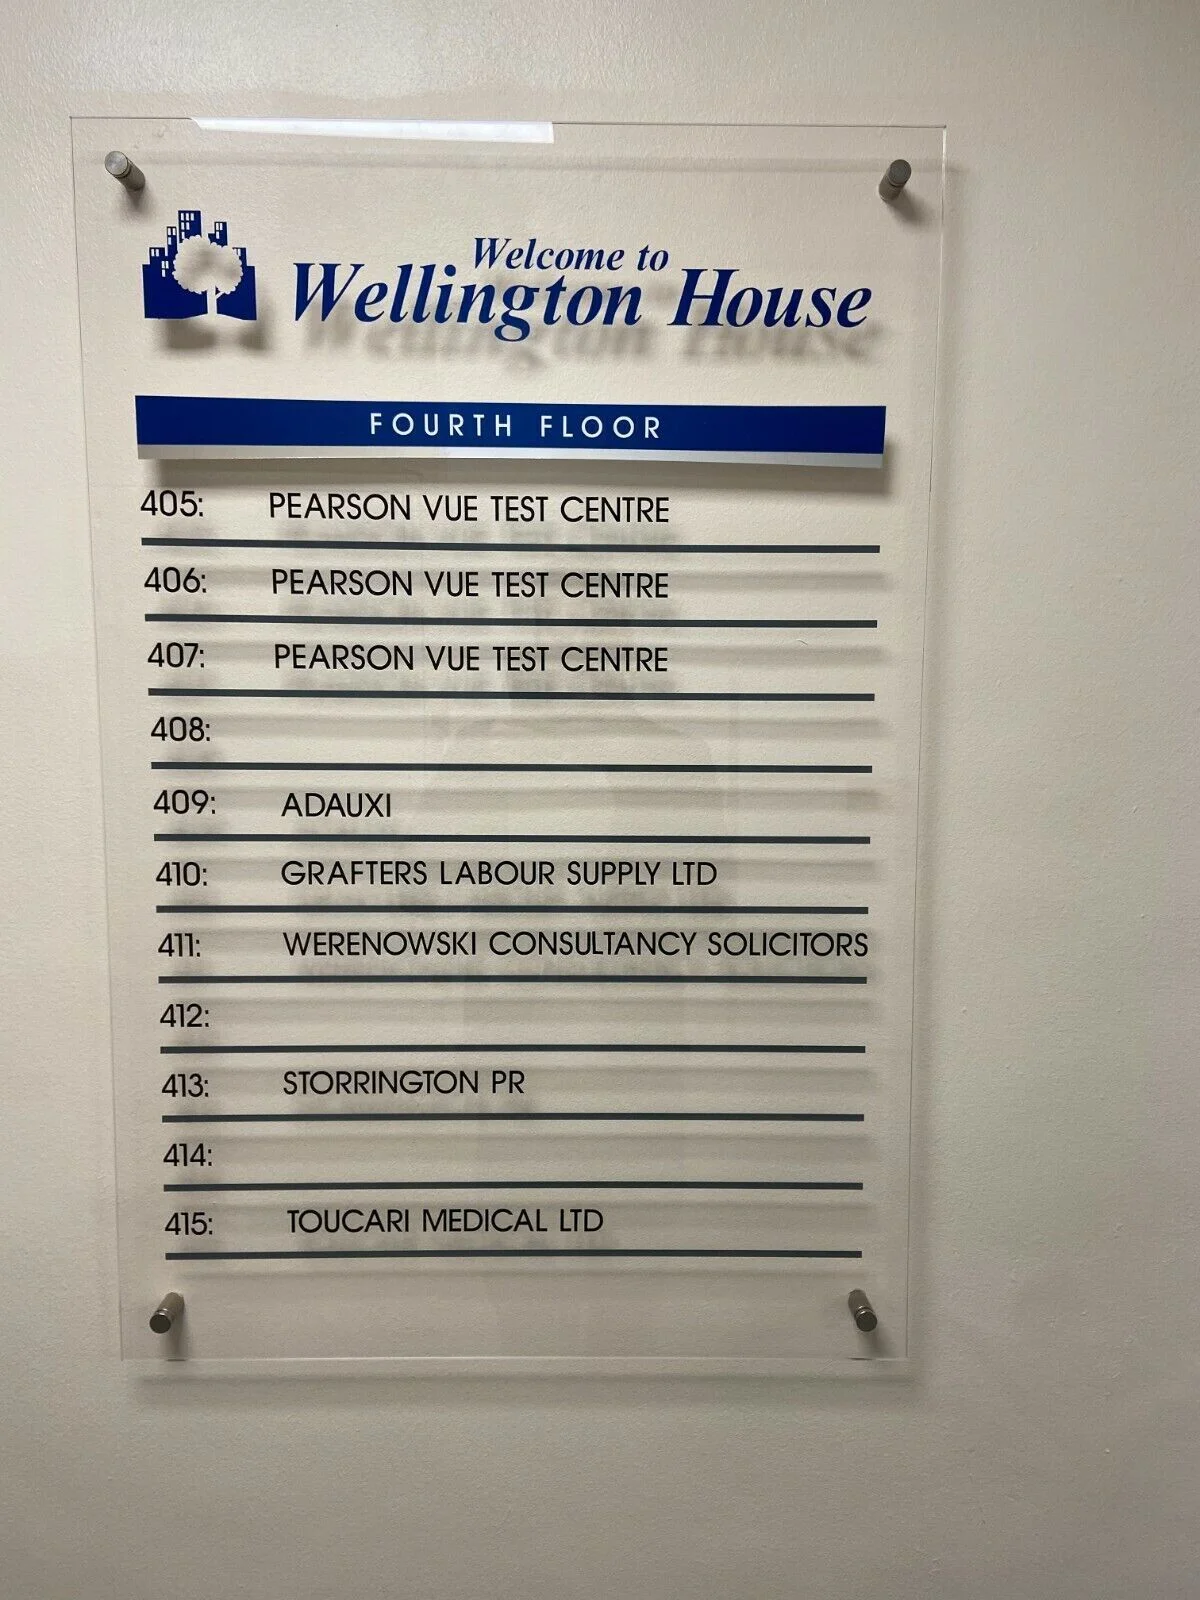 Welcome to
Wellington House
FOURTH FLOOR
405: PEARSON VUE TEST CENTRE
406: PEARSON VUE TEST CENTRE
407: PEARSON VUE TEST CENTRE
408:
409: ADAUXI
410: GRAFTERS LABOUR SUPPLY LTD
411: WERENOWSKI CONSULTANCY SOLICITORS
412:
413: STORRINGTON PR
414:
415: TOUCARI MEDICAL LTD